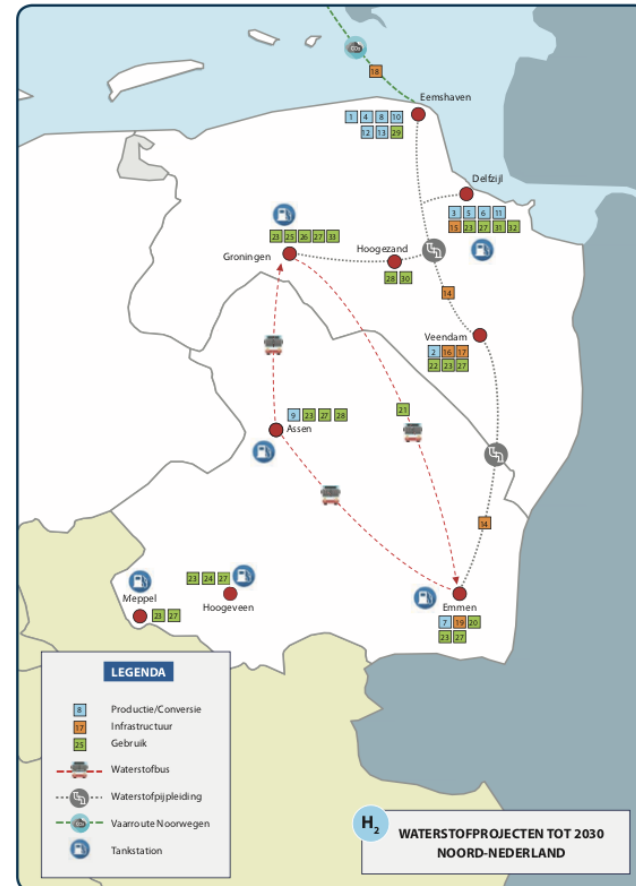 18
Eemshaven
1 4 8 10
12 13 29
Delfzijl
3 5 6 11
15 23 27 31 32
23 25 26 27 33
Groningen
Hoogezand
28 30
14
Veendam
2 16 17
22 23 27
9 23 27 28
Assen
21
14
23 24 27
Hoogeveen
Meppel
23 27
Emmen
7 19 20
23 27
LEGENDA
8 Productie/Conversie
17 Infrastructuur
25 Gebruik
Waterstofbus
Waterstofpijpleiding
Vaarroute Noorwegen
Tankstation
H₂
WATERSTOFPROJECTEN TOT 2030
NOORD-NEDERLAND